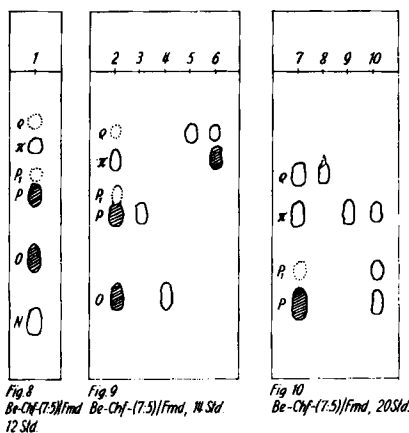 1
2 3 4 5 6
7 8 9 10
ϱ
π
P₁
P
O
N
ϱ
π
P₁
P
O
ϱ
π
P₁
P
Fig.8
Be-Chf-(7:5)/Fmd
12 Std.
Fig.9
Be-Chf-(7:5)/Fmd, 14 Std.
Fig.10
Be-Chf-(7:5)/Fmd, 20Std.